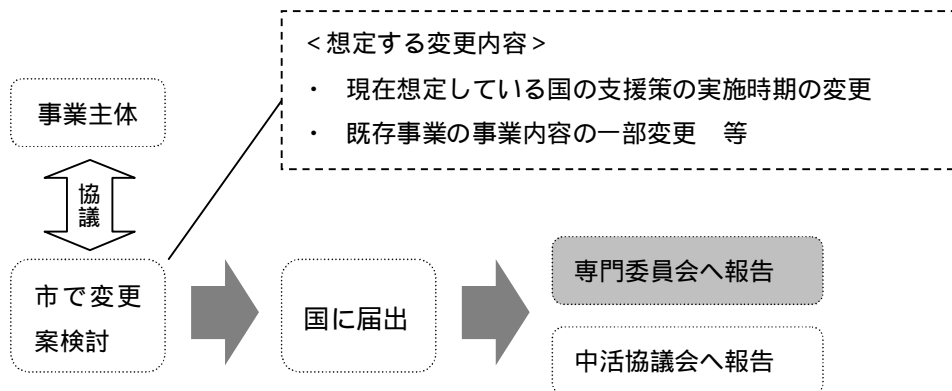 <想定する変更内容>
・ 現在想定している国の支援策の実施時期の変更
・ 既存事業の事業内容の一部変更 等
事業主体
協
議
市で変更
案検討
国に届出
専門委員会へ報告
中活協議会へ報告